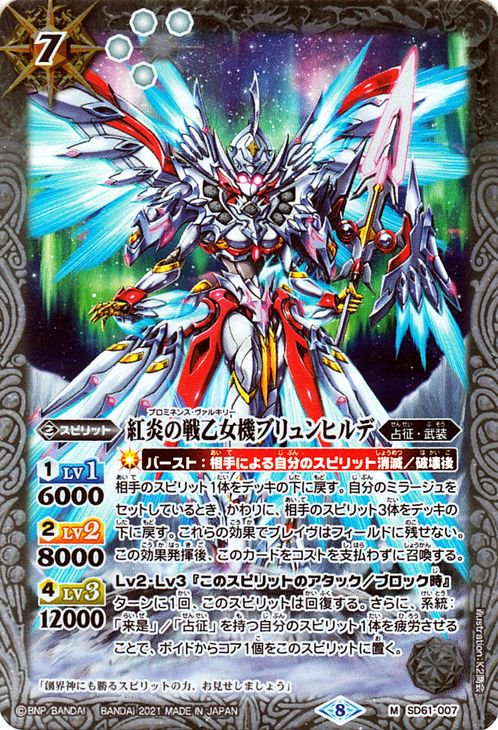 7
プロミネンス・ヴァルキリー
スピリット 紅炎の戦乙女機ブリュンヒルデ 占征・武装
1 LV1
6000
2 LV2
8000
4 LV3
12000
バースト：相手による自分のスピリット消滅／破壊後
相手のスピリット1体をデッキの下に戻す。自分のミラージュを
セットしているとき、かわりに、相手のスピリット3体をデッキの
下に戻す。これらの効果でブレイヴはフィールドに残せない。
この効果発揮後、このカードをコストを支払わずに召喚する。
Lv2・Lv3『このスピリットのアタック／ブロック時』
ターンに1回、このスピリットは回復する。さらに、系統：
「来是」／「占征」を持つ自分のスピリット1体を疲労させる
ことで、ボイドからコア1個をこのスピリットに置く。
「創界神にも勝るスピリットの力、お見せしましょう」
Illustration：K2商会
©BNP/BANDAI BANDAI 2021 MADE IN JAPAN 8 M SD61-007